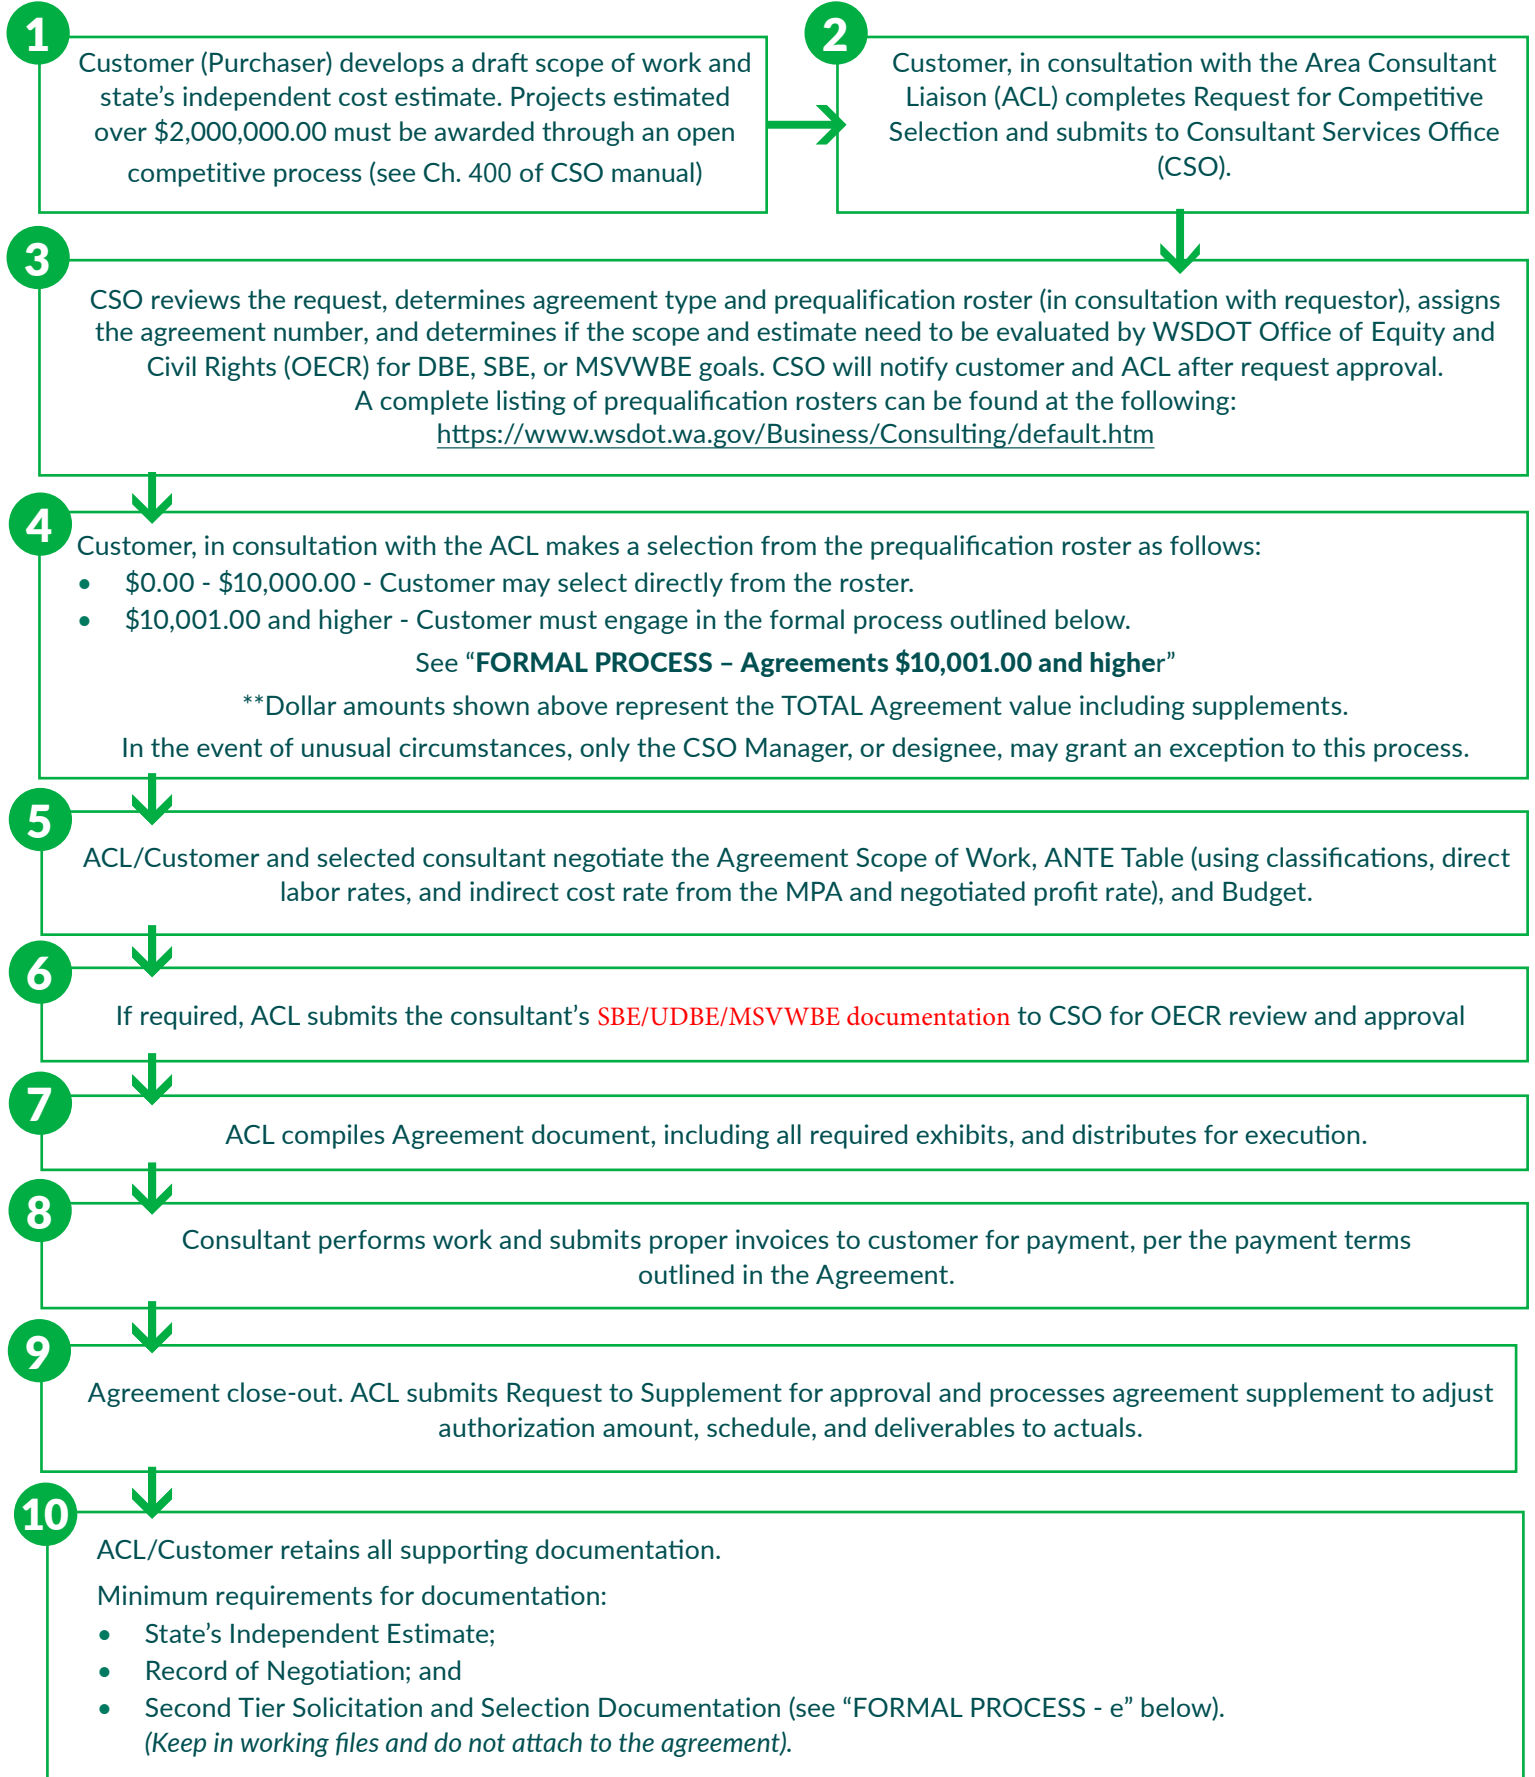 1
Customer (Purchaser) develops a draft scope of work and
state’s independent cost estimate. Projects estimated
over $2,000,000.00 must be awarded through an open
competitive process (see Ch. 400 of CSO manual)
2
Customer, in consultation with the Area Consultant
Liaison (ACL) completes Request for Competitive
Selection and submits to Consultant Services Office
(CSO).
3
CSO reviews the request, determines agreement type and prequalification roster (in consultation with requestor), assigns
the agreement number, and determines if the scope and estimate need to be evaluated by WSDOT Office of Equity and
Civil Rights (OECR) for DBE, SBE, or MSVWBE goals. CSO will notify customer and ACL after request approval.
A complete listing of prequalification rosters can be found at the following:
https://www.wsdot.wa.gov/Business/Consulting/default.htm
4
Customer, in consultation with the ACL makes a selection from the prequalification roster as follows:
• $0.00 - $10,000.00 - Customer may select directly from the roster.
• $10,001.00 and higher - Customer must engage in the formal process outlined below.
See “FORMAL PROCESS – Agreements $10,001.00 and higher”
**Dollar amounts shown above represent the TOTAL Agreement value including supplements.
In the event of unusual circumstances, only the CSO Manager, or designee, may grant an exception to this process.
5
ACL/Customer and selected consultant negotiate the Agreement Scope of Work, ANTE Table (using classifications, direct
labor rates, and indirect cost rate from the MPA and negotiated profit rate), and Budget.
6
If required, ACL submits the consultant’s SBE/UDBE/MSVWBE documentation to CSO for OECR review and approval
7
ACL compiles Agreement document, including all required exhibits, and distributes for execution.
8
Consultant performs work and submits proper invoices to customer for payment, per the payment terms
outlined in the Agreement.
9
Agreement close-out. ACL submits Request to Supplement for approval and processes agreement supplement to adjust
authorization amount, schedule, and deliverables to actuals.
10
ACL/Customer retains all supporting documentation.
Minimum requirements for documentation:
• State’s Independent Estimate;
• Record of Negotiation; and
• Second Tier Solicitation and Selection Documentation (see “FORMAL PROCESS - e” below).
(Keep in working files and do not attach to the agreement).